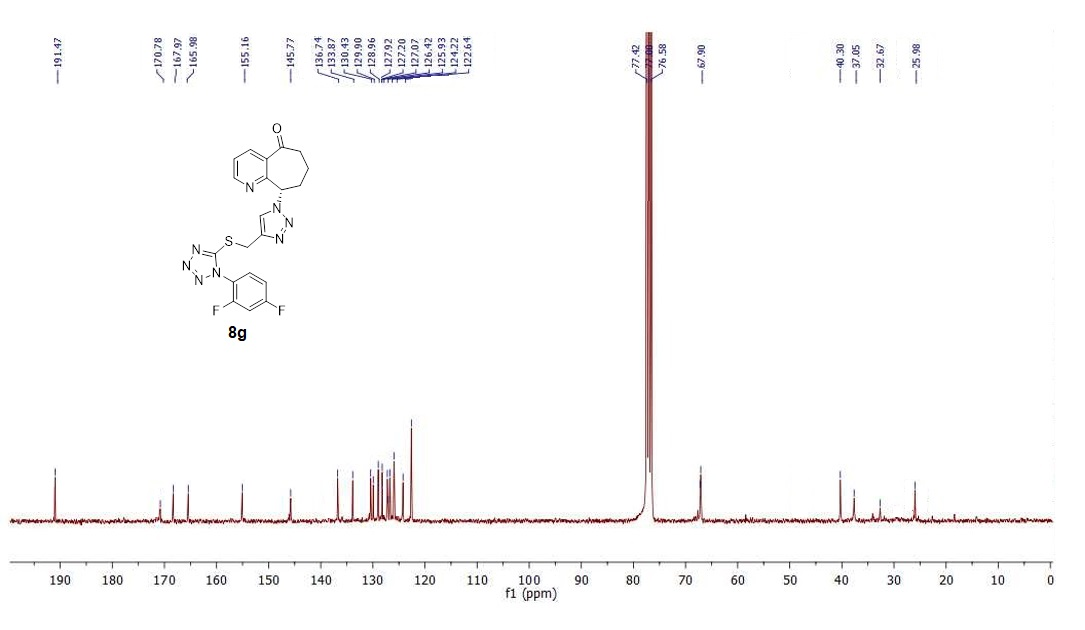 191.47
170.78
167.97
165.98
155.16
145.77
136.74
133.87
130.43
129.90
128.96
127.92
127.20
127.07
126.42
125.93
124.22
122.64
77.42
77.00
76.58
67.90
40.30
37.05
32.67
25.98
O
N
N
N
N
S
N
N
N
N
F
F
8g
190 180 170 160 150 140 130 120 110 100 90 80 70 60 50 40 30 20 10 0
f1 (ppm)